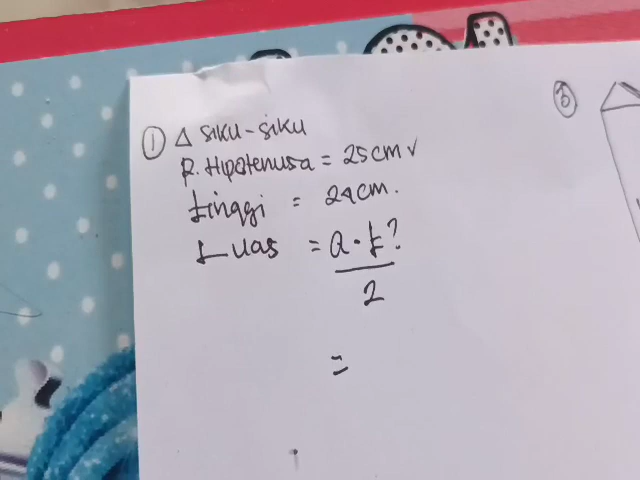 ① Δ siku-siku
P. Hipotenusa = 25 cm ✓
tinggi = 24 cm.
Luas = a · t?
2
=
③